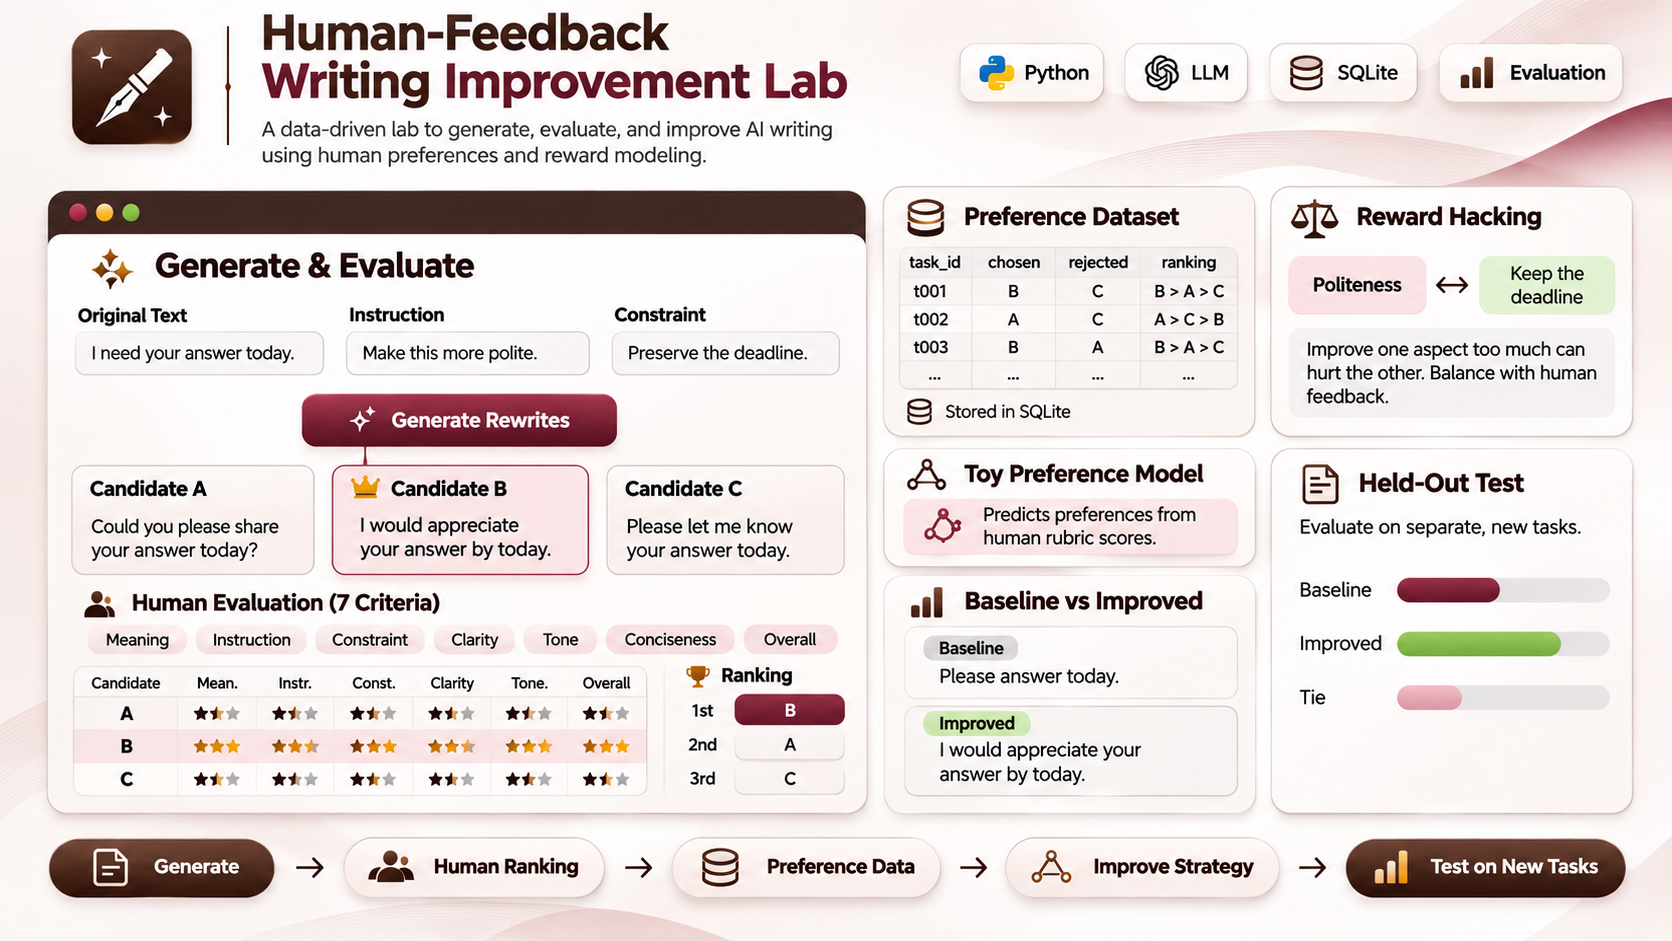 Human-Feedback
Writing Improvement Lab
A data-driven lab to generate, evaluate, and improve AI writing
using human preferences and reward modeling.
Python
LLM
SQLite
Evaluation
Generate & Evaluate
Original Text
Instruction
Constraint
I need your answer today.
Make this more polite.
Preserve the deadline.
Generate Rewrites
Candidate A
Could you please share
your answer today?
Candidate B
I would appreciate
your answer by today.
Candidate C
Please let me know
your answer today.
Human Evaluation (7 Criteria)
Meaning
Instruction
Constraint
Clarity
Tone
Conciseness
Overall
Candidate Mean. Instr. Const. Clarity Tone. Overall
A
B
C
Ranking
1st B
2nd A
3rd C
Preference Dataset
task_id chosen rejected ranking
t001 B C B > A > C
t002 A C A > C > B
t003 B A B > A > C
... ... ... ...
Stored in SQLite
Toy Preference Model
Predicts preferences from
human rubric scores.
Baseline vs Improved
Baseline
Please answer today.
Improved
I would appreciate your
answer by today.
Reward Hacking
Politeness
Keep the
deadline
Improve one aspect too much can
hurt the other. Balance with human
feedback.
Held-Out Test
Evaluate on separate, new tasks.
Baseline
Improved
Tie
Generate
Human Ranking
Preference Data
Improve Strategy
Test on New Tasks